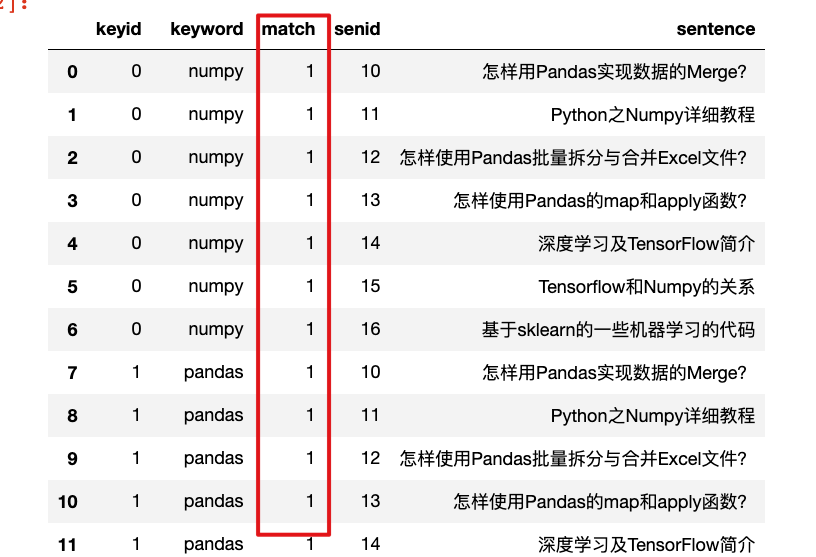 2]:
keyid keyword match senid sentence
0 0 numpy 1 10 怎样用Pandas实现数据的Merge？
1 0 numpy 1 11 Python之Numpy详细教程
2 0 numpy 1 12 怎样使用Pandas批量拆分与合并Excel文件？
3 0 numpy 1 13 怎样使用Pandas的map和apply函数？
4 0 numpy 1 14 深度学习及TensorFlow简介
5 0 numpy 1 15 Tensorflow和Numpy的关系
6 0 numpy 1 16 基于sklearn的一些机器学习的代码
7 1 pandas 1 10 怎样用Pandas实现数据的Merge？
8 1 pandas 1 11 Python之Numpy详细教程
9 1 pandas 1 12 怎样使用Pandas批量拆分与合并Excel文件？
10 1 pandas 1 13 怎样使用Pandas的map和apply函数？
11 1 pandas 1 14 深度学习及TensorFlow简介